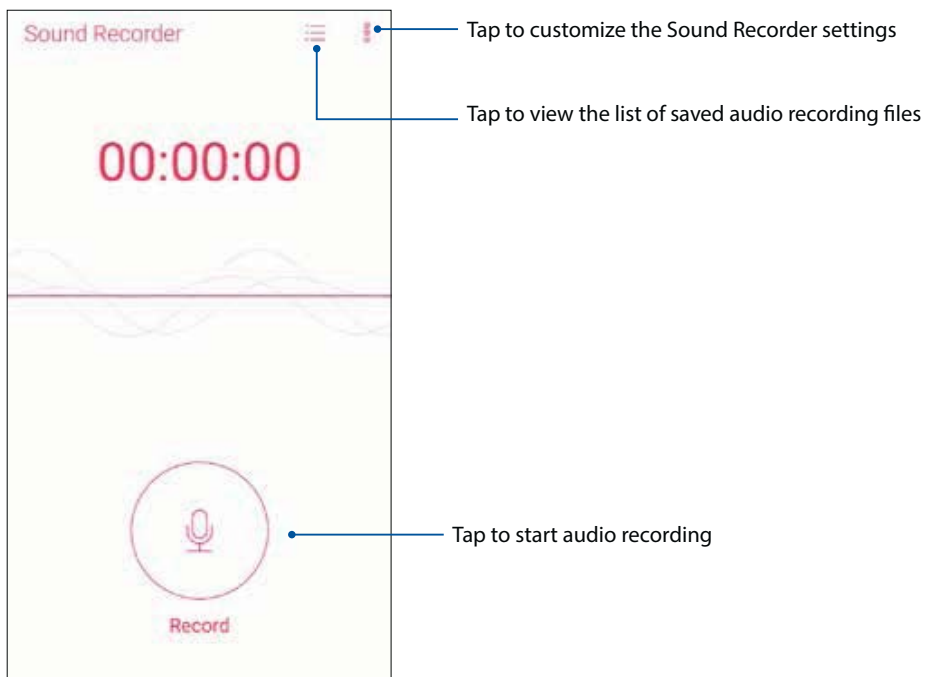 Sound Recorder
Tap to customize the Sound Recorder settings
Tap to view the list of saved audio recording files
00:00:00
Tap to start audio recording
Record